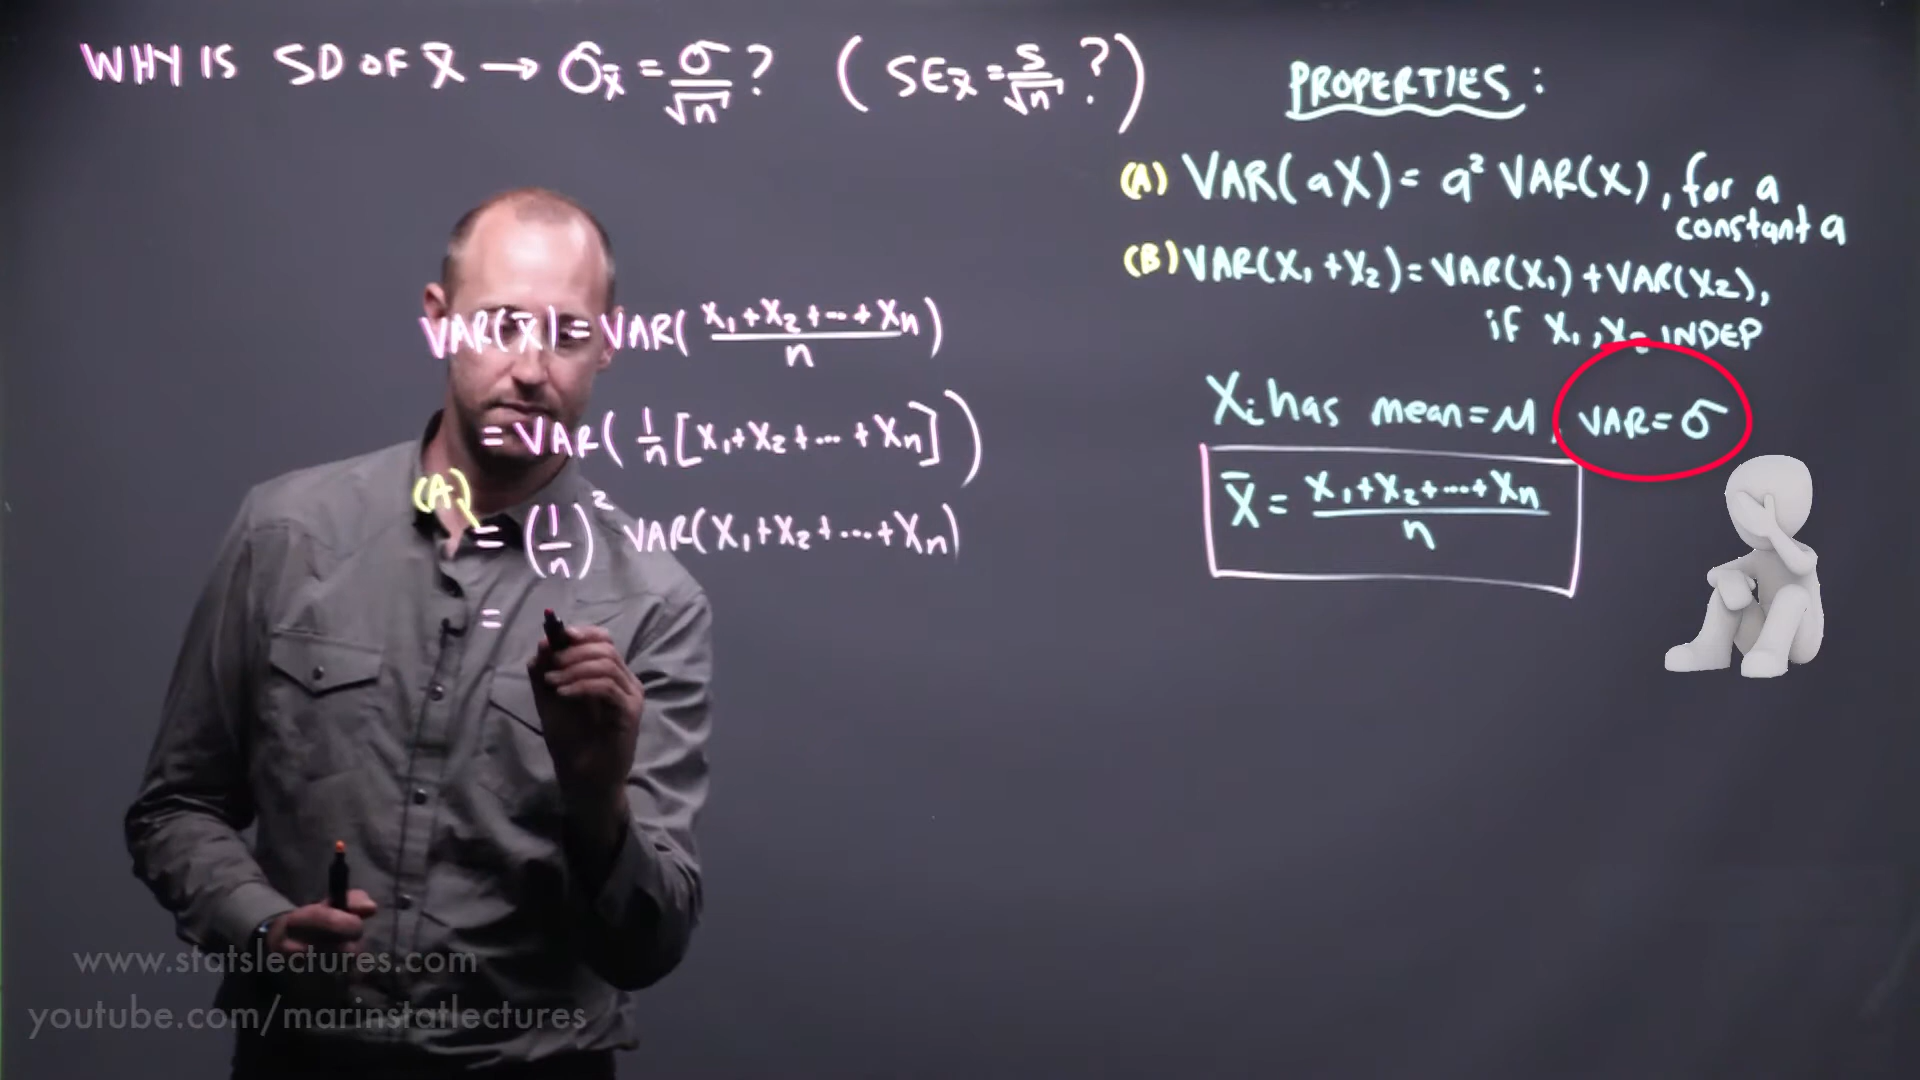 WHY IS SD OF x̄ → σx̄ = σ/√n ? ( SEx̄ = s/√n ? )
PROPERTIES:
(A) VAR(aX) = a² VAR(X), for a
constant a
(B) VAR(X₁ + X₂) = VAR(X₁) + VAR(X₂),
if X₁, X₂ INDEP
Xi has mean = M, VAR = σ
X̄ = (X₁+X₂+...+Xn)/n
VAR(X̄) = VAR( (X₁+X₂+...+Xn)/n )
= VAR( 1/n [X₁+X₂+...+Xn] )
(A)
= (1/n)² VAR(X₁+X₂+...+Xn)
=
www.statslectures.com
youtube.com/marinstatlectures